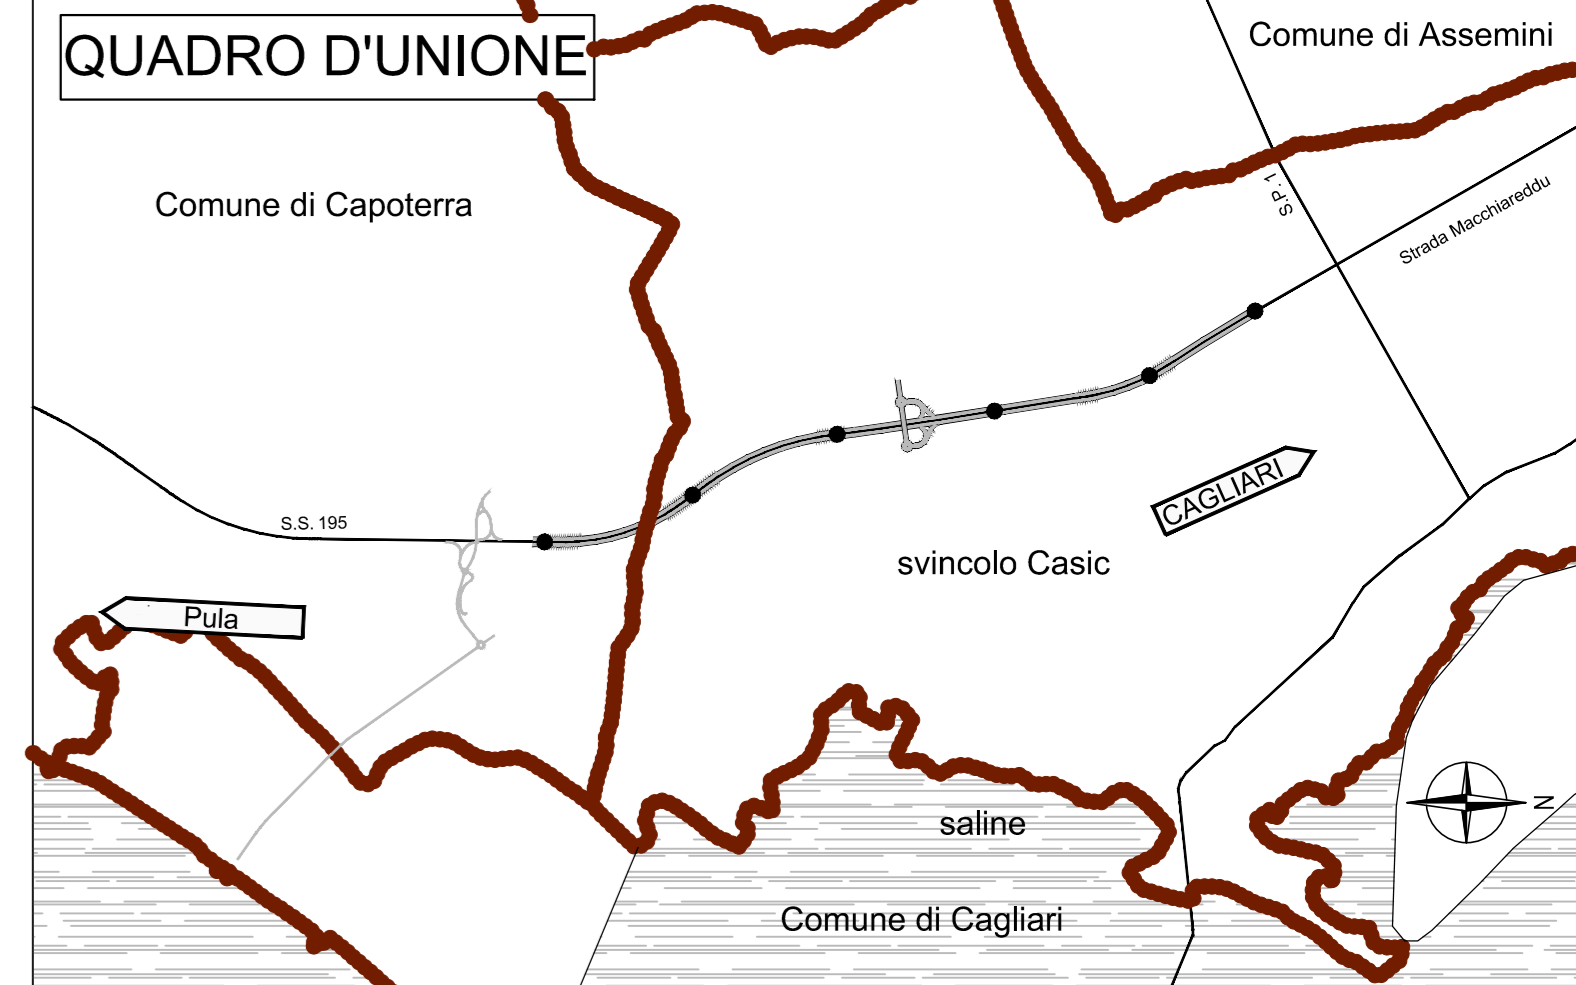 QUADRO D'UNIONE
Comune di Assemini
Comune di Capoterra
S.P. 1
Strada Macchiareddu
CAGLIARI
S.S. 195
svincolo Casic
Pula
N
saline
Comune di Cagliari